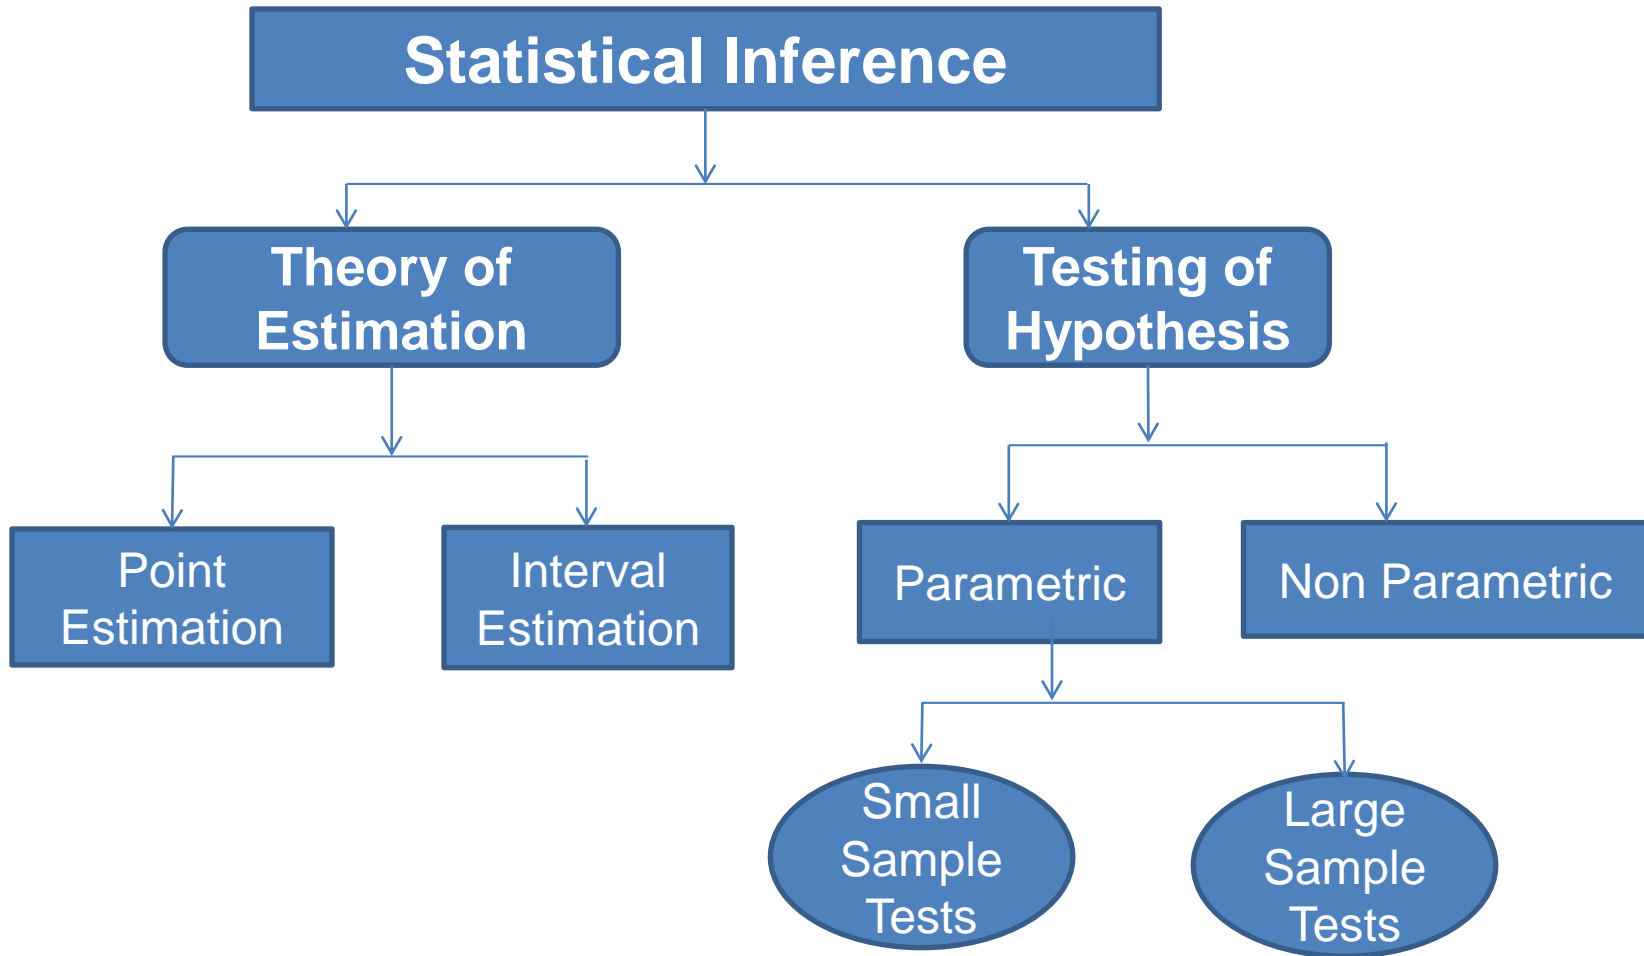 Statistical Inference
Theory of
Estimation
Testing of
Hypothesis
Point
Estimation
Interval
Estimation
Parametric
Non Parametric
Small
Sample
Tests
Large
Sample
Tests